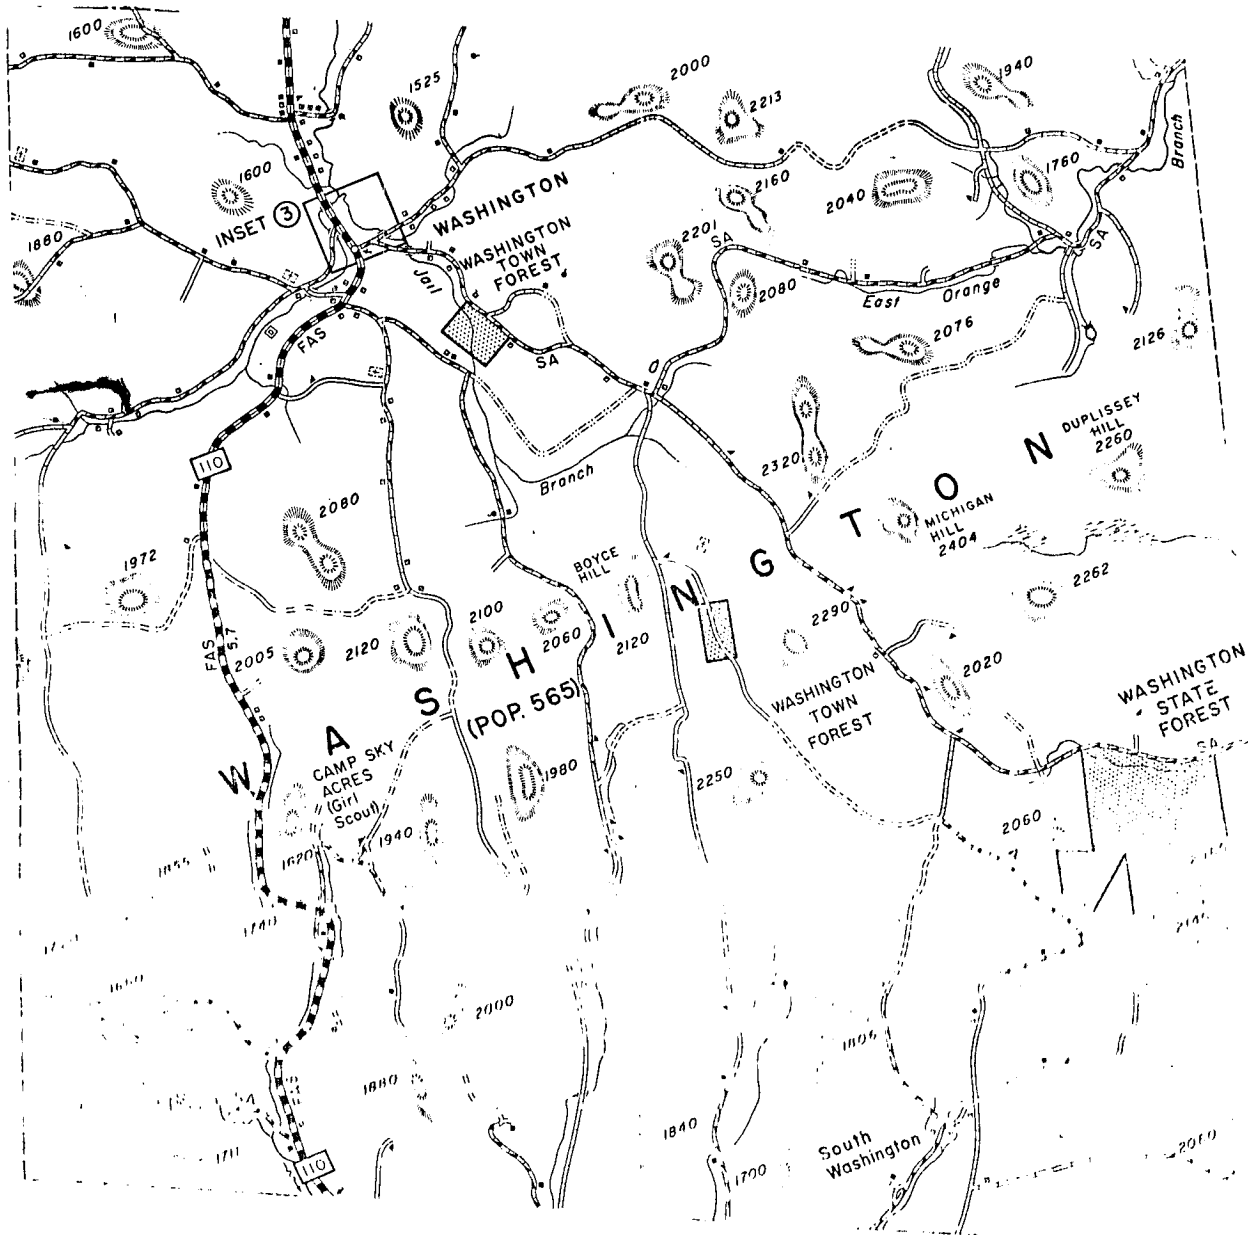 1600
1525
2000
2213
1940
1760
Branch
1600
INSET 3
WASHINGTON
2160
2040
1880
WASHINGTON
TOWN
FOREST
Jail
2201
SA
SA
2080
East Orange
FAS
SA
2076
2126
110
2320
DUPLISSEY
HILL
2260
Branch
MICHIGAN
HILL
2404
2080
1972
BOYCE
HILL
2120
2262
2290
2100
2060
2005
2120
FAS
5.7
2020
W A S H I N G T O N
(POP. 565)
WASHINGTON
TOWN
FOREST
WASHINGTON
STATE
FOREST
SA
CAMP SKY
ACRES
(Girl
Scout)
1980
2250
1940
2060
1620
1740
2000
1806
1880
1840
1700
South
Washington
2060
110